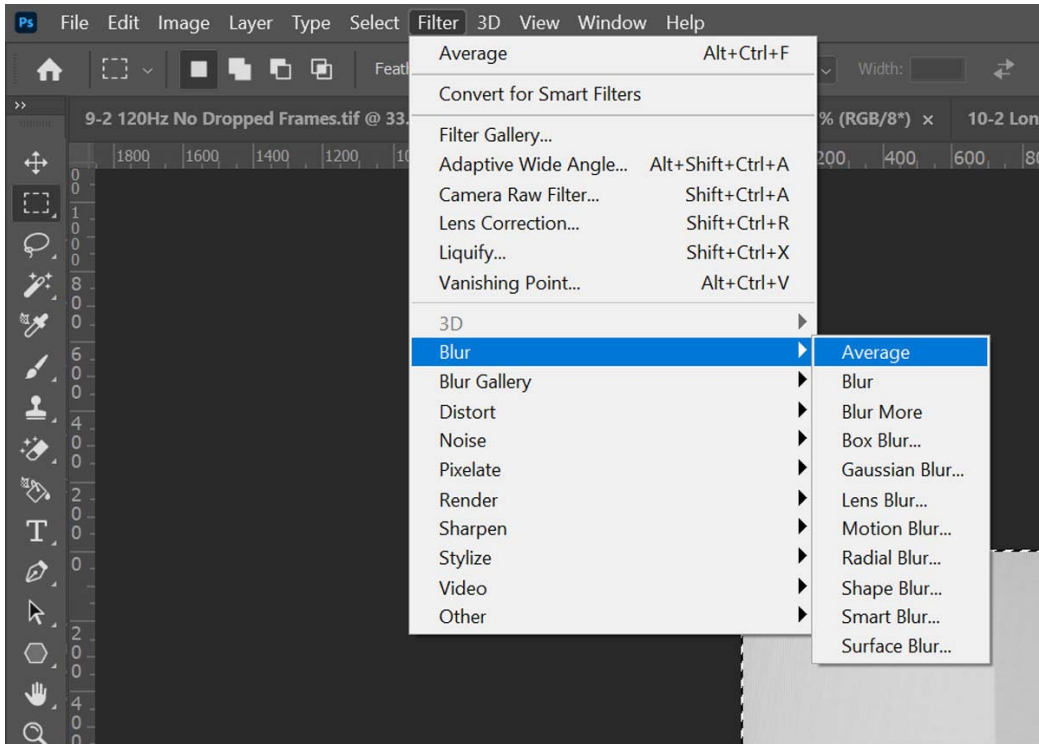 Ps File Edit Image Layer Type Select Filter 3D View Window Help
Width:
9-2 120Hz No Dropped Frames.tif @ 33.
% (RGB/8*) ×
10-2 Lon
1800 1600 1400 1200
200 400 600
Average Alt+Ctrl+F
Convert for Smart Filters
Filter Gallery...
Adaptive Wide Angle... Alt+Shift+Ctrl+A
Camera Raw Filter... Shift+Ctrl+A
Lens Correction... Shift+Ctrl+R
Liquify... Shift+Ctrl+X
Vanishing Point... Alt+Ctrl+V
3D
Blur
Blur Gallery
Distort
Noise
Pixelate
Render
Sharpen
Stylize
Video
Other
Average
Blur
Blur More
Box Blur...
Gaussian Blur...
Lens Blur...
Motion Blur...
Radial Blur...
Shape Blur...
Smart Blur...
Surface Blur...